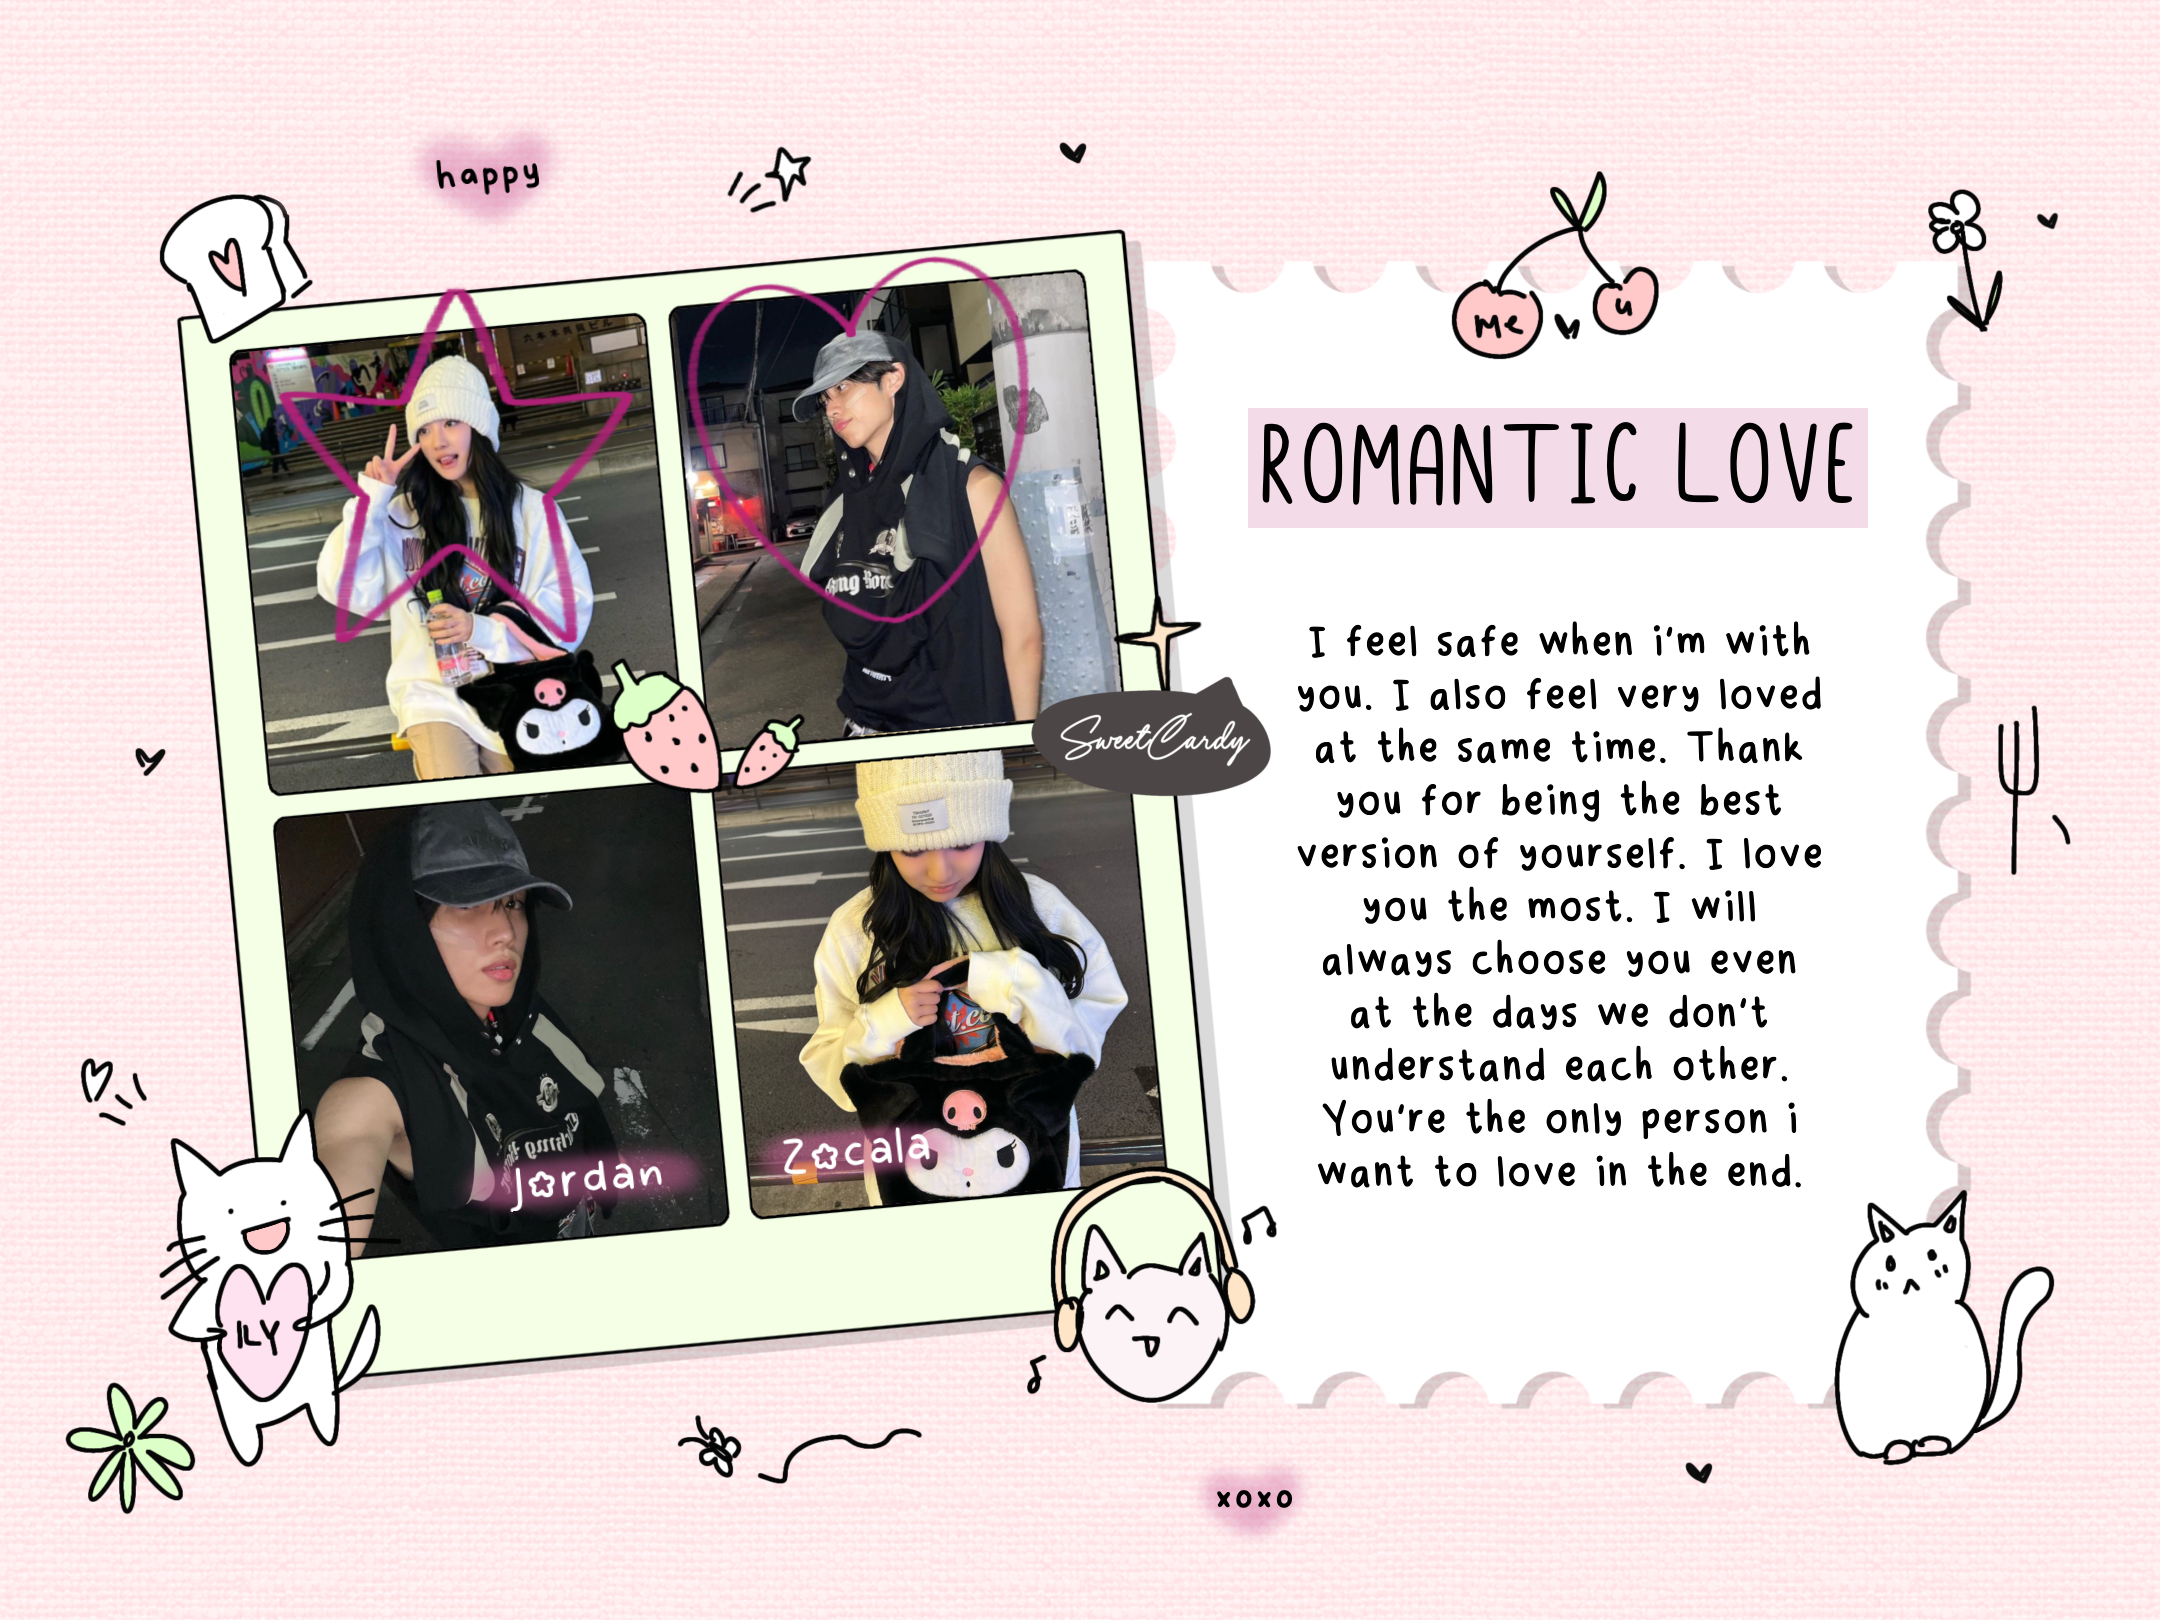 happy
me
u
ROMANTIC LOVE
I feel safe when i'm with
you. I also feel very loved
at the same time. Thank
you for being the best
version of yourself. I love
you the most. I will
always choose you even
at the days we don't
understand each other.
You're the only person i
want to love in the end.
SweetCardy
Jordan
Zocala
ILY
xoxo